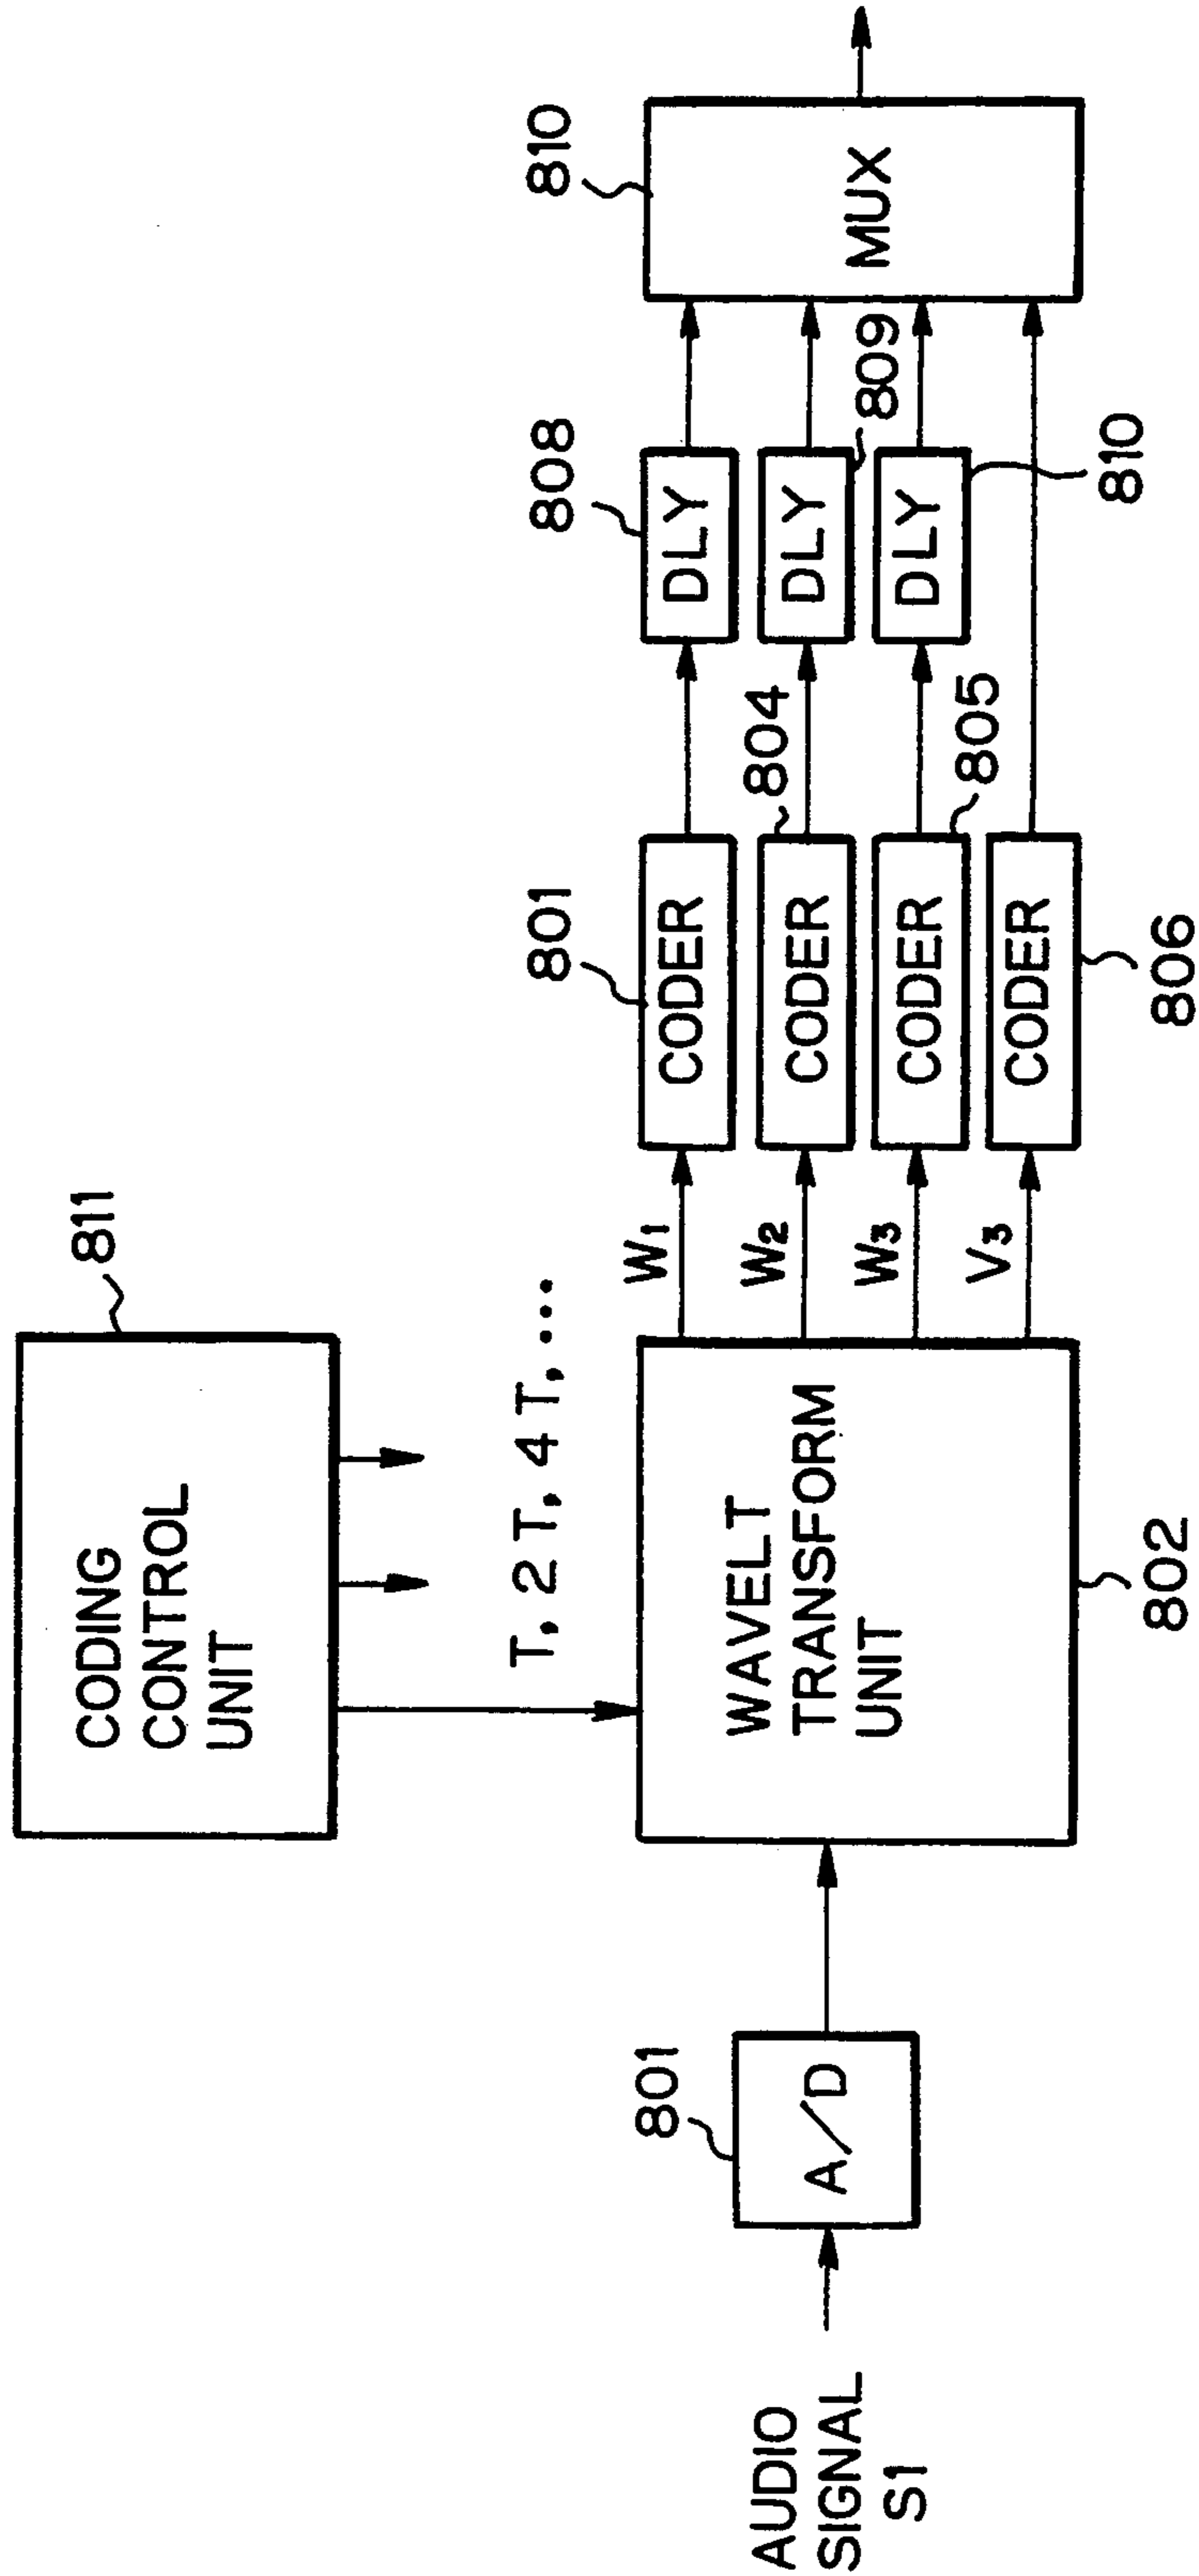 811
CODING
CONTROL
UNIT
T, 2T, 4T, ...
AUDIO
SIGNAL
S1
801
A/D
WAVELT
TRANSFORM
UNIT
802
W1
W2
W3
V3
801
CODER
804
CODER
805
CODER
CODER
806
808
DLY
DLY
809
DLY
810
810
MUX